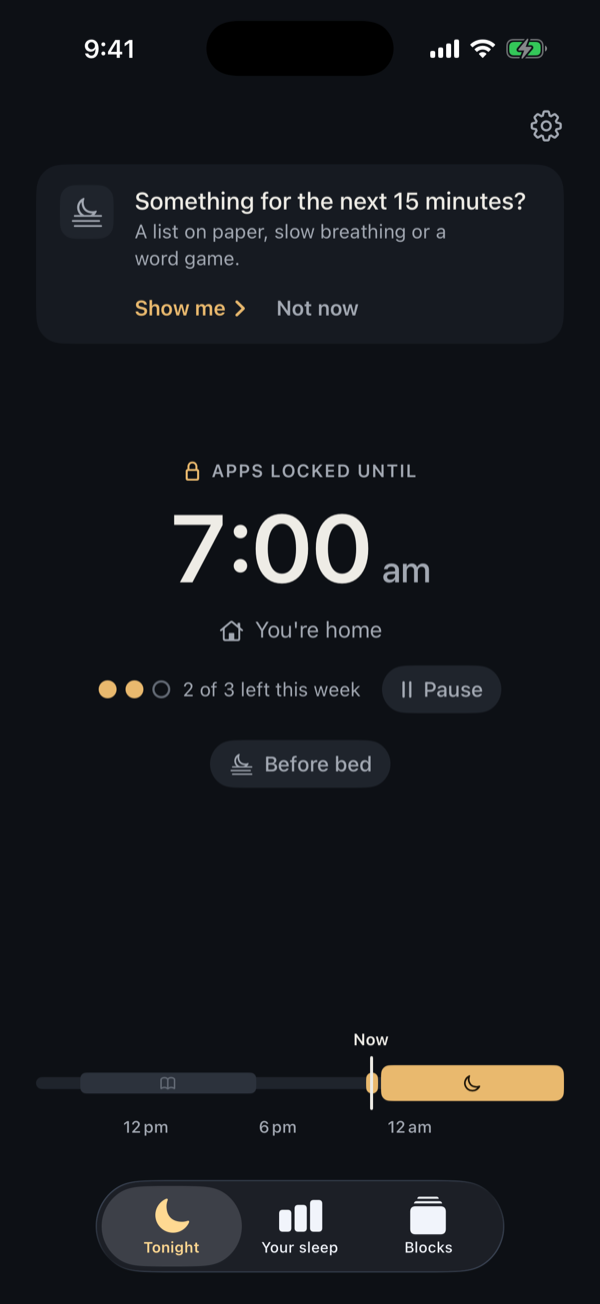 9:41
Something for the next 15 minutes?
A list on paper, slow breathing or a
word game.
Show me
Not now
APPS LOCKED UNTIL
7:00 am
You're home
2 of 3 left this week
Pause
Before bed
Now
12 pm
6 pm
12 am
Tonight
Your sleep
Blocks